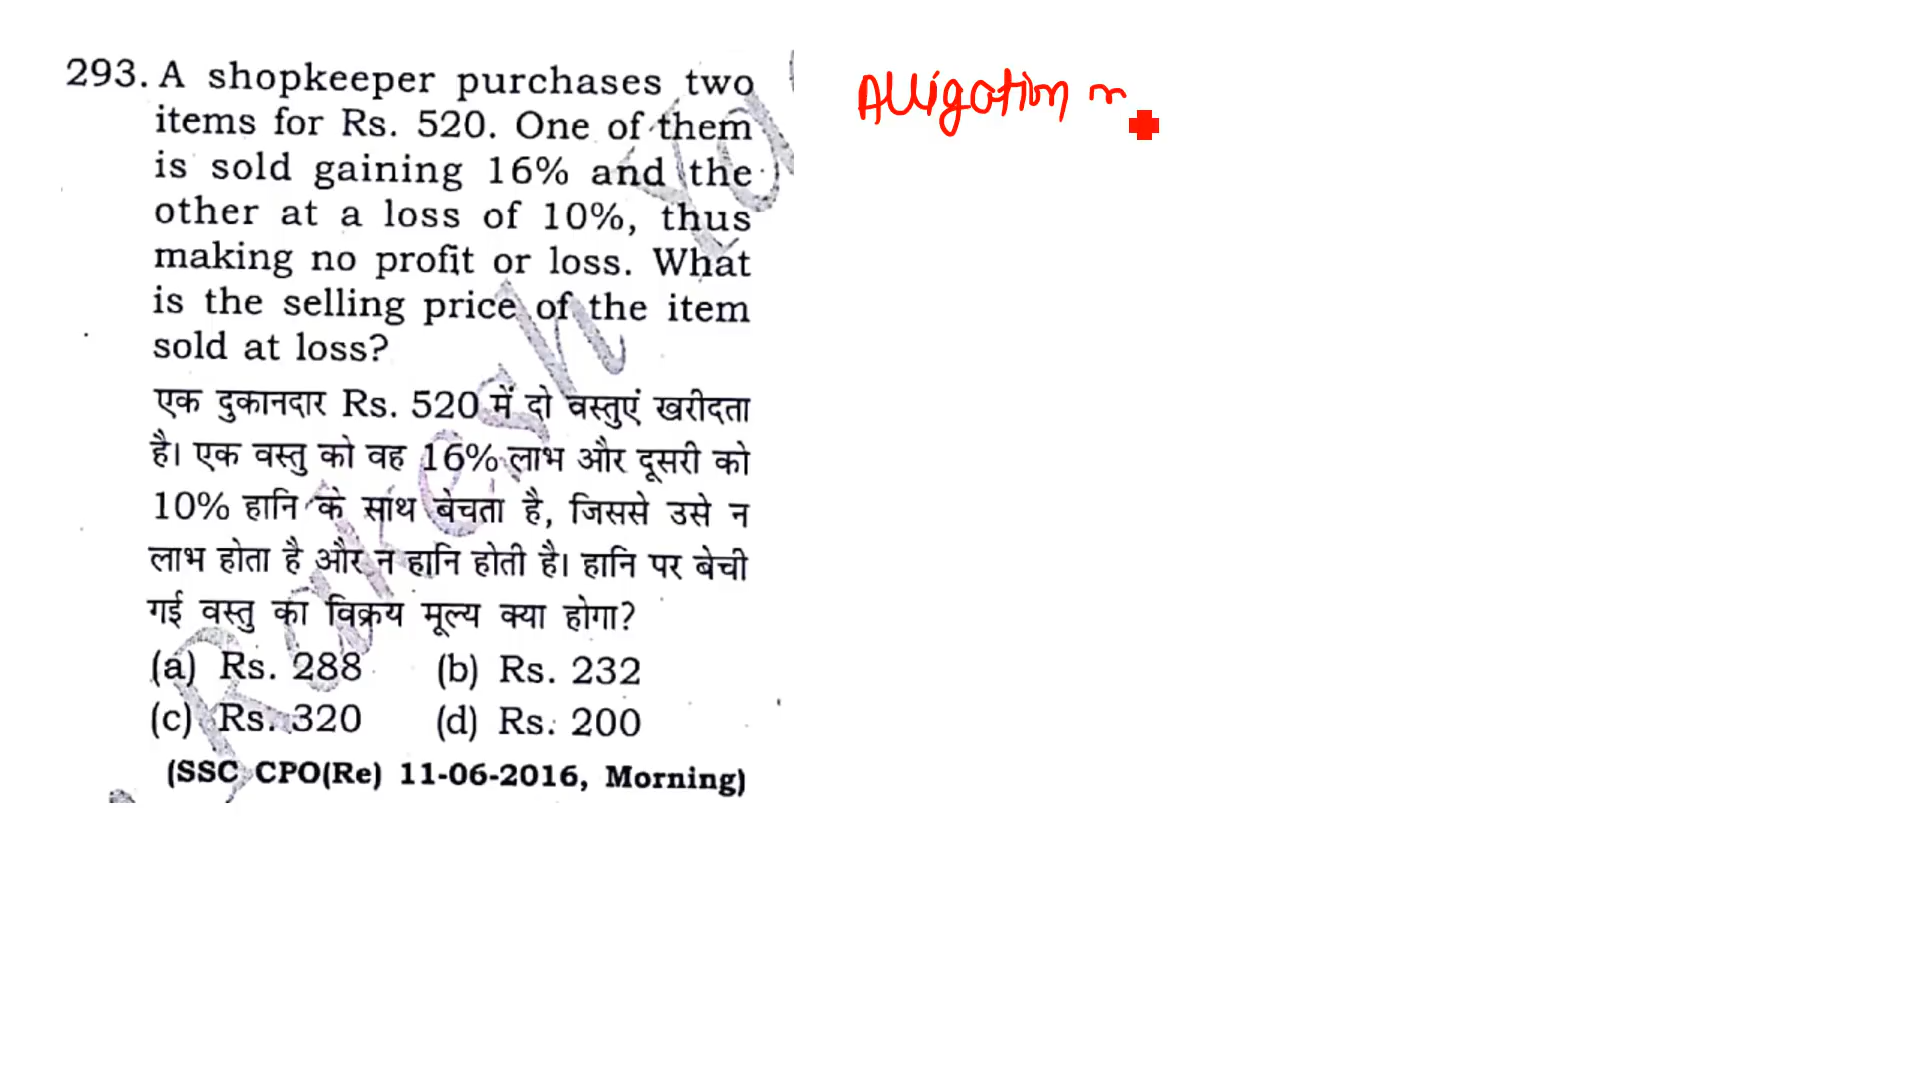 293. A shopkeeper purchases two
items for Rs. 520. One of them
is sold gaining 16% and the
other at a loss of 10%, thus
making no profit or loss. What
is the selling price of the item
sold at loss?
एक दुकानदार Rs. 520 में दो वस्तुएं खरीदता
है। एक वस्तु को वह 16% लाभ और दूसरी को
10% हानि के साथ बेचता है, जिससे उसे न
लाभ होता है और न हानि होती है। हानि पर बेची
गई वस्तु का विक्रय मूल्य क्या होगा?
(a) Rs. 288 (b) Rs. 232
(c) Rs. 320 (d) Rs. 200
(SSC CPO(Re) 11-06-2016, Morning)
Alligation
Rakesh Yad